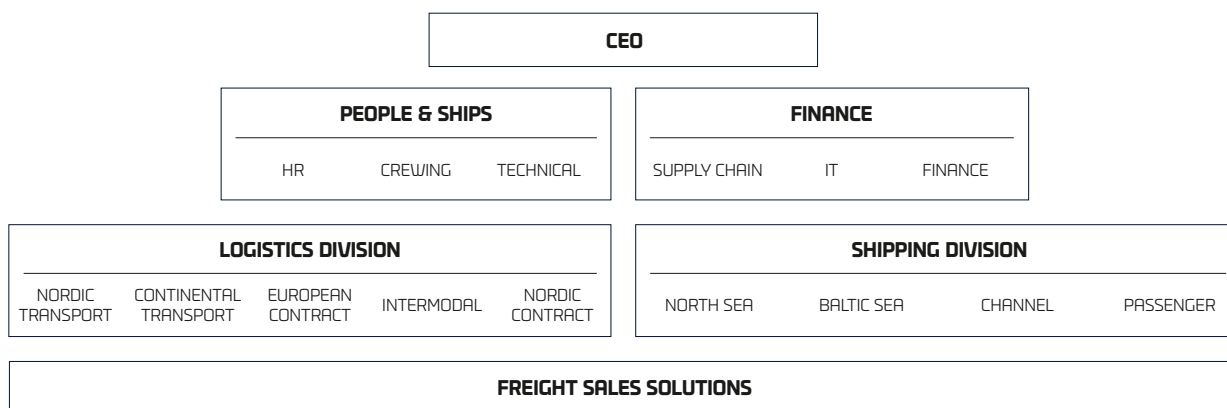 CEO
PEOPLE & SHIPS
HR CREWING TECHNICAL
FINANCE
SUPPLY CHAIN IT FINANCE
LOGISTICS DIVISION
NORDIC TRANSPORT
CONTINENTAL TRANSPORT
EUROPEAN CONTRACT
INTERMODAL
NORDIC CONTRACT
SHIPPING DIVISION
NORTH SEA BALTIC SEA CHANNEL PASSENGER
FREIGHT SALES SOLUTIONS